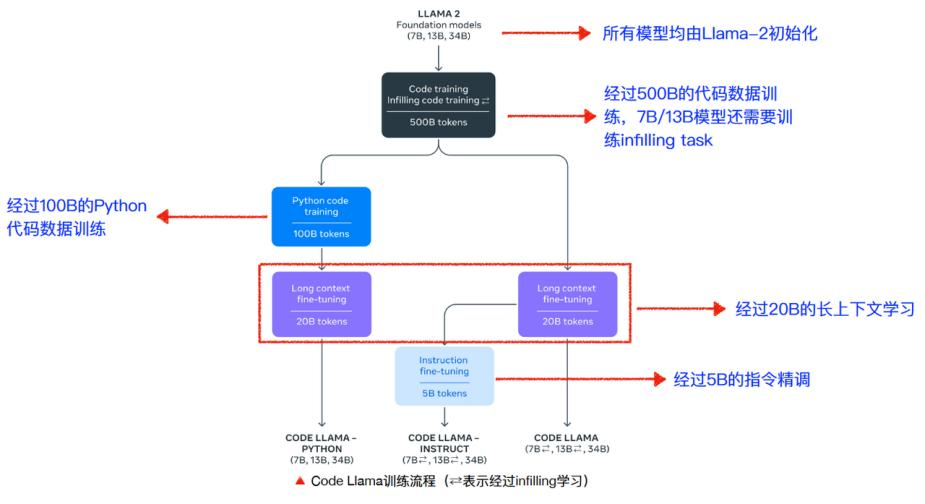 LLAMA 2
Foundation models
(7B, 13B, 34B)
所有模型均由Llama-2初始化
Code training
Infilling code training ⇄
500B tokens
经过500B的代码数据训
练，7B/13B模型还需要训
练infilling task
Python code
training
100B tokens
经过100B的Python
代码数据训练
Long context
fine-tuning
20B tokens
Long context
fine-tuning
20B tokens
经过20B的长上下文学习
Instruction
fine-tuning
5B tokens
经过5B的指令精调
CODE LLAMA –
PYTHON
(7B, 13B, 34B)
CODE LLAMA –
INSTRUCT
(7B⇄, 13B⇄, 34B)
CODE LLAMA
(7B⇄, 13B⇄, 34B)
▲ Code Llama训练流程（⇄表示经过infilling学习）